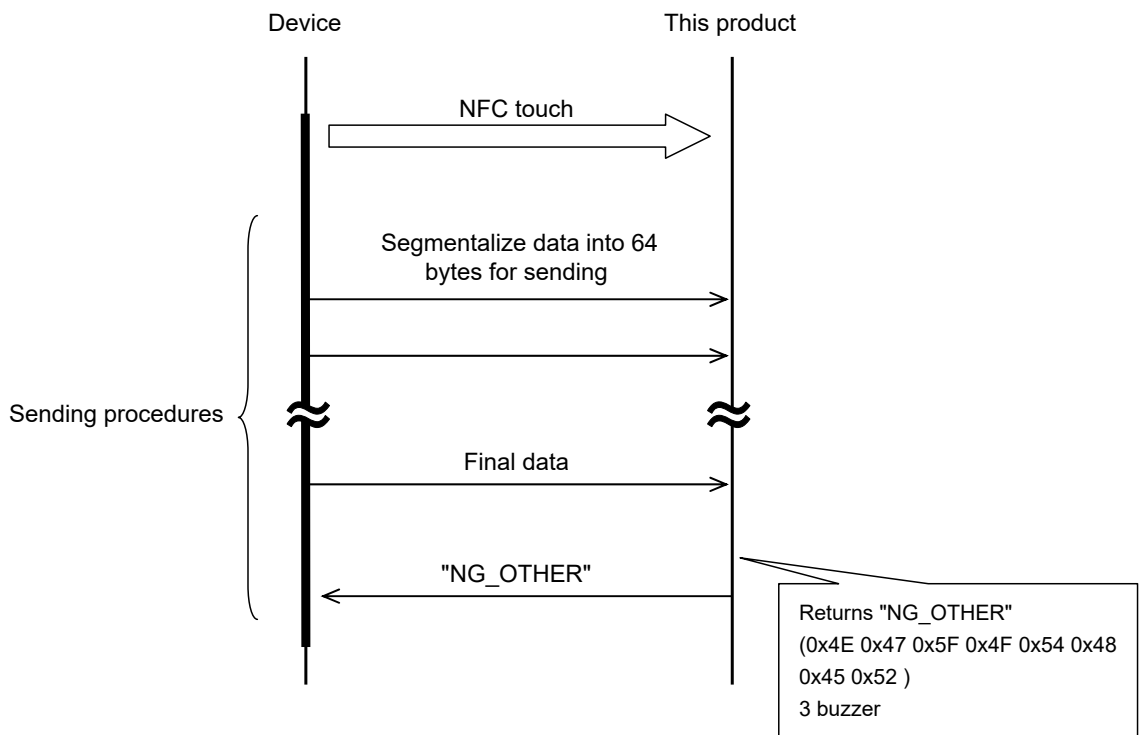 Device
This product
NFC touch
Segmentalize data into 64
bytes for sending
Sending procedures
Final data
"NG_OTHER"
Returns "NG_OTHER"
(0x4E 0x47 0x5F 0x4F 0x54 0x48
0x45 0x52 )
3 buzzer